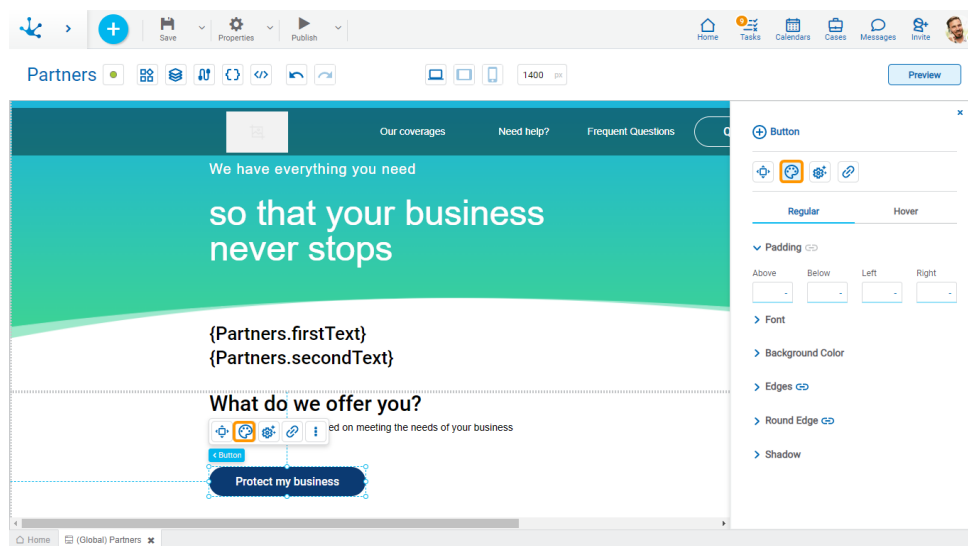 Save
Properties
Publish
Home
9
Tasks
Calendars
Cases
Messages
Invite
Partners
1400 px
Preview
Our coverages
Need help?
Frequent Questions
We have everything you need
so that your business
never stops
{Partners.firstText}
{Partners.secondText}
What do we offer you?
ed on meeting the needs of your business
Button
Protect my business
Button
Regular
Hover
Padding
Above
Below
Left
Right
-
-
-
-
Font
Background Color
Edges
Round Edge
Shadow
Home
(Global) Partners